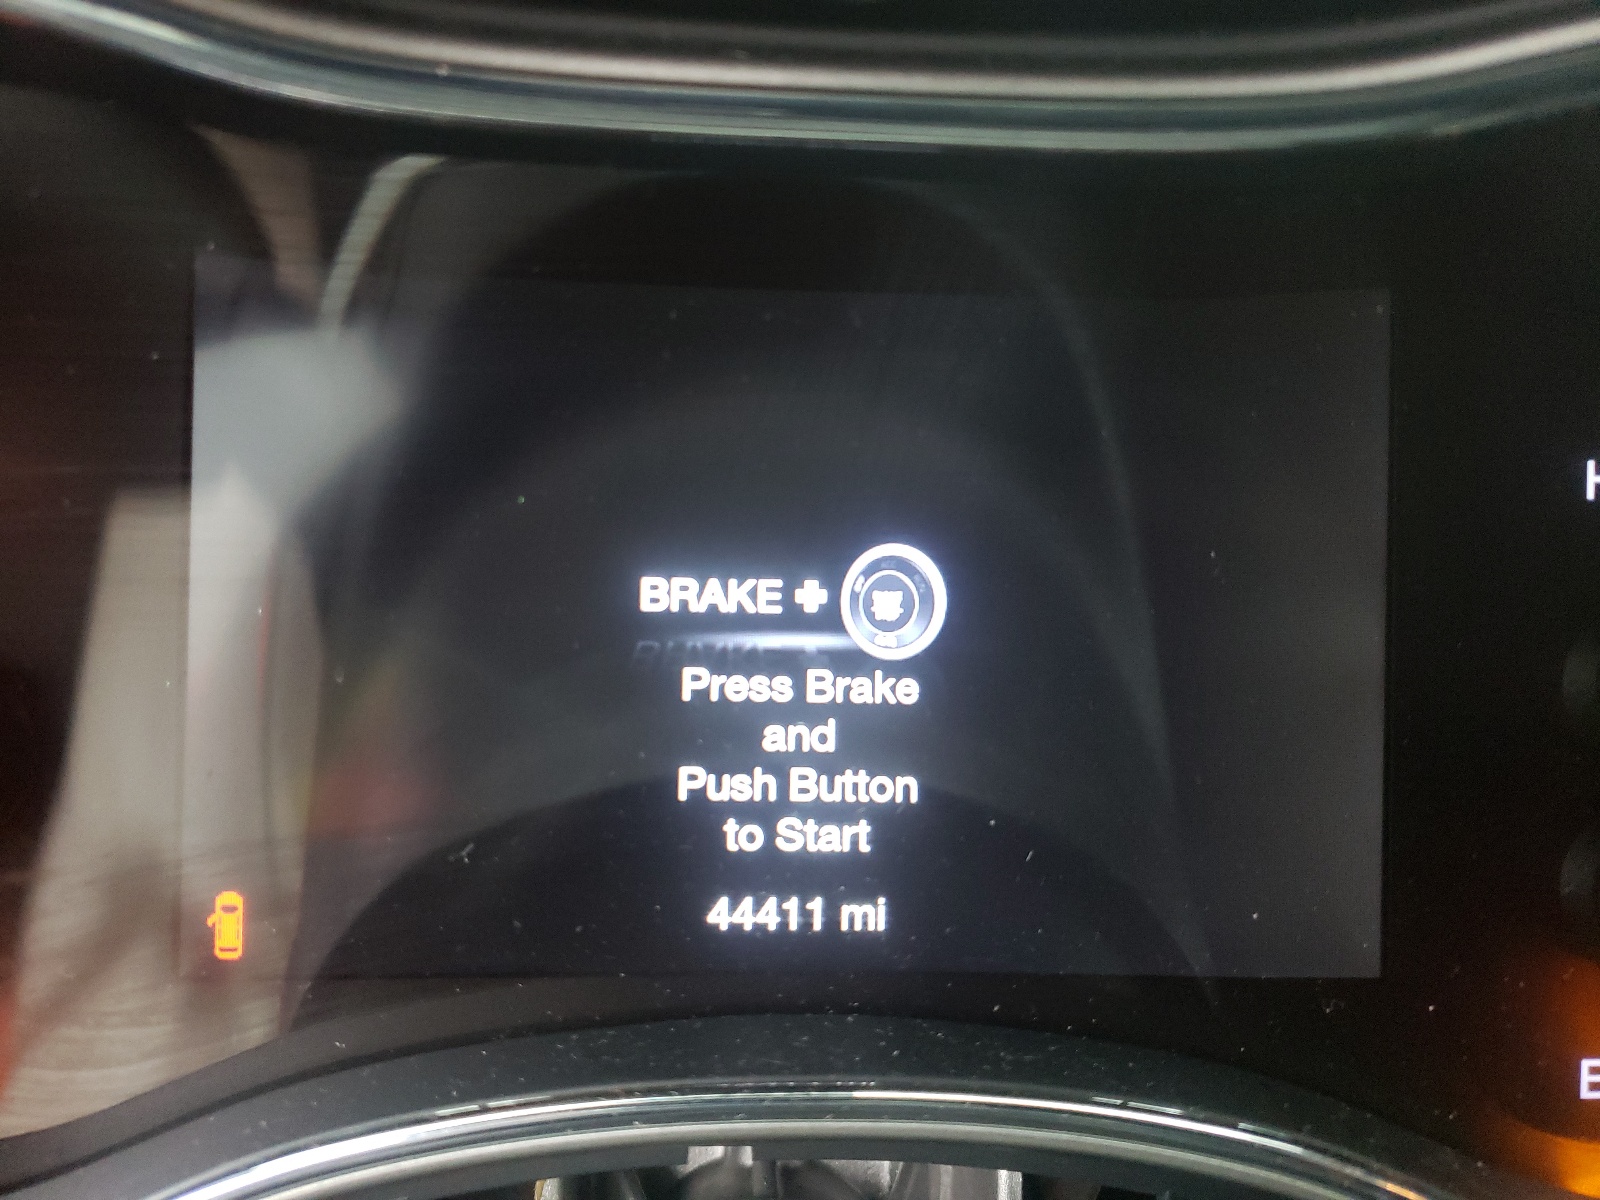 H
BRAKE +
Press Brake
and
Push Button
to Start
44411 mi
E